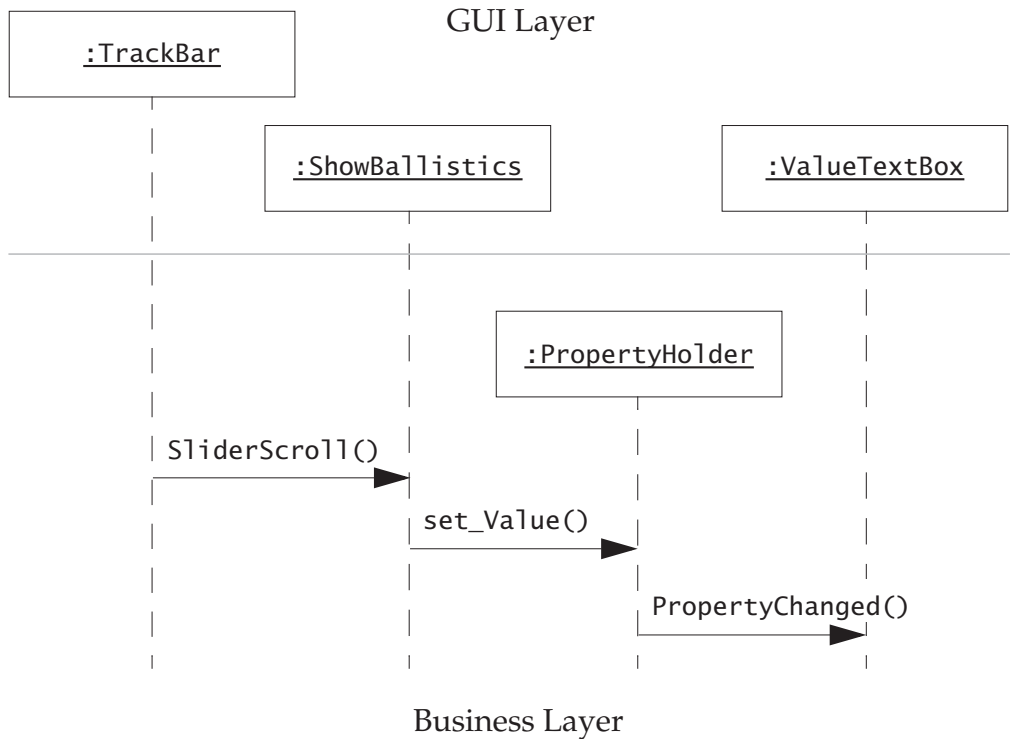 GUI Layer
:TrackBar
:ShowBallistics
:ValueTextBox
:PropertyHolder
SliderScroll()
set_Value()
PropertyChanged()
Business Layer